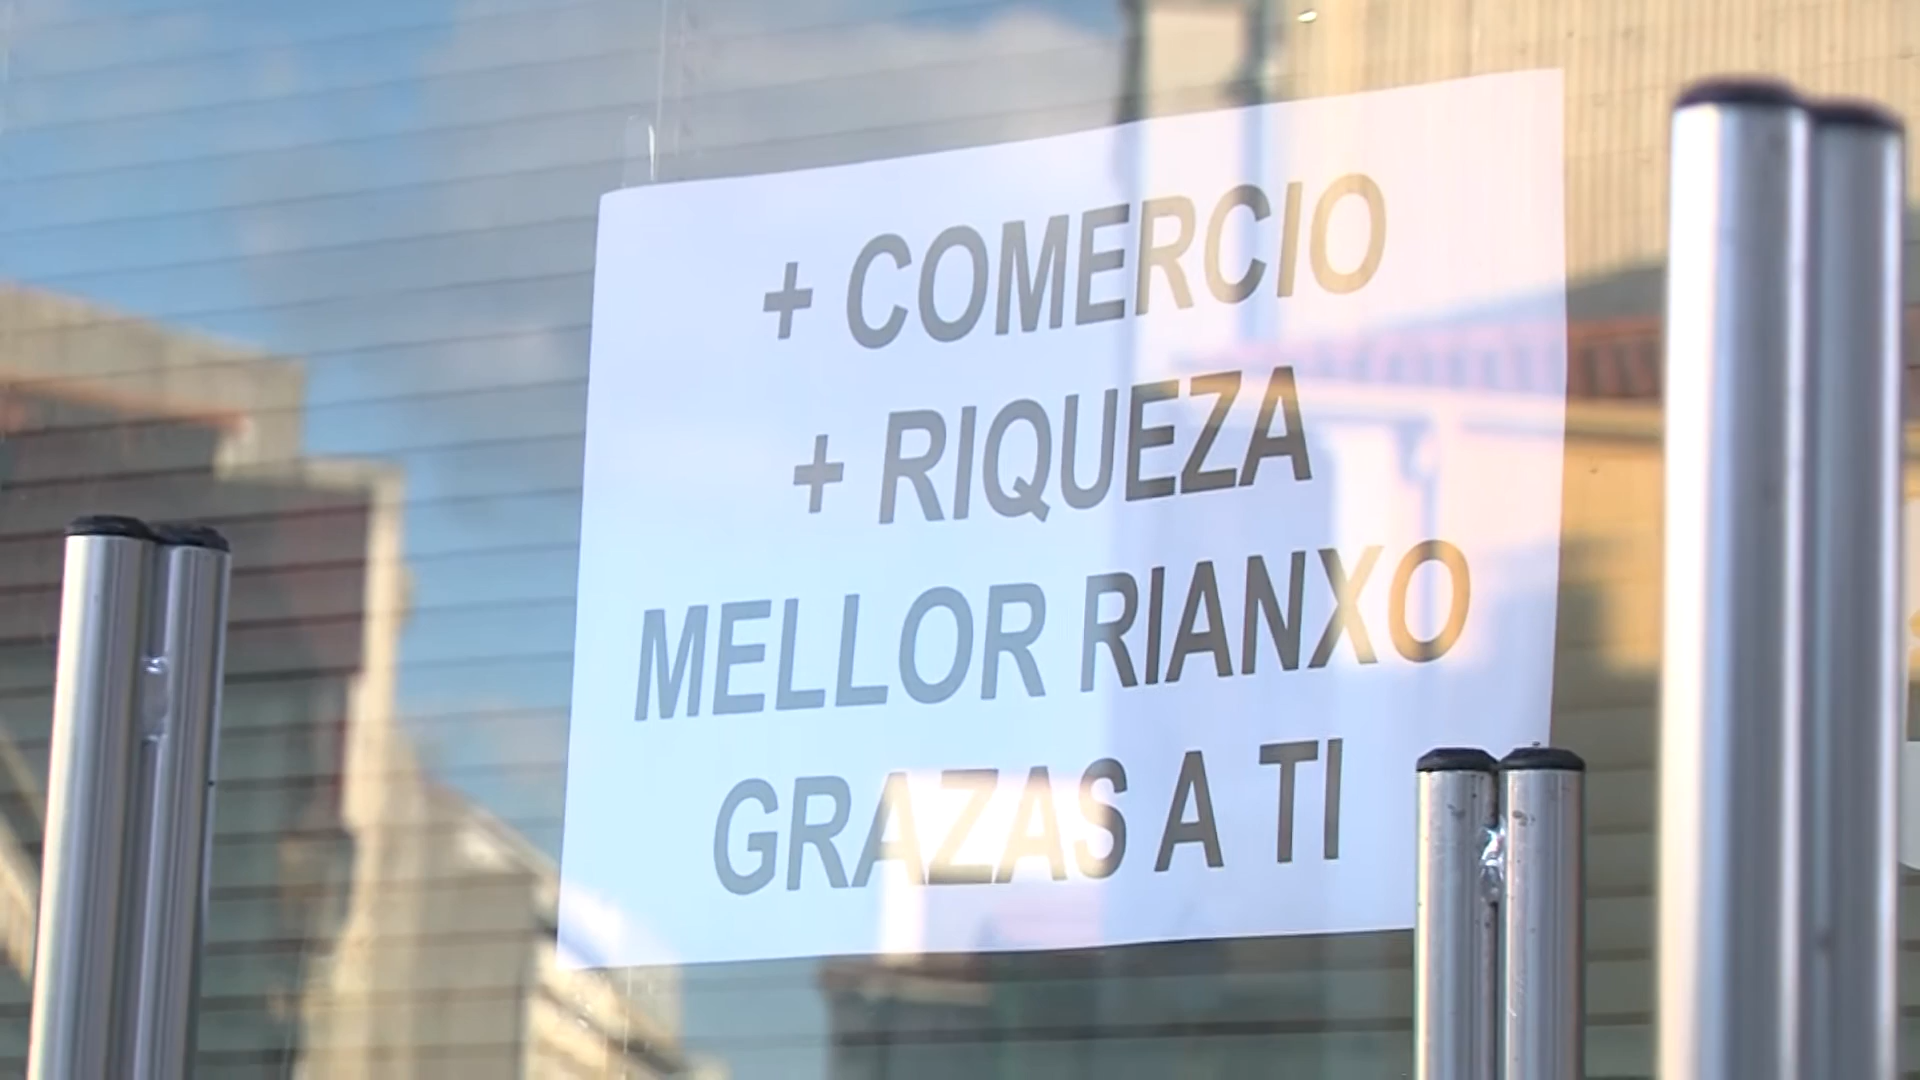 + COMERCIO
+ RIQUEZA
MELLOR RIANXO
GRAZAS A TI